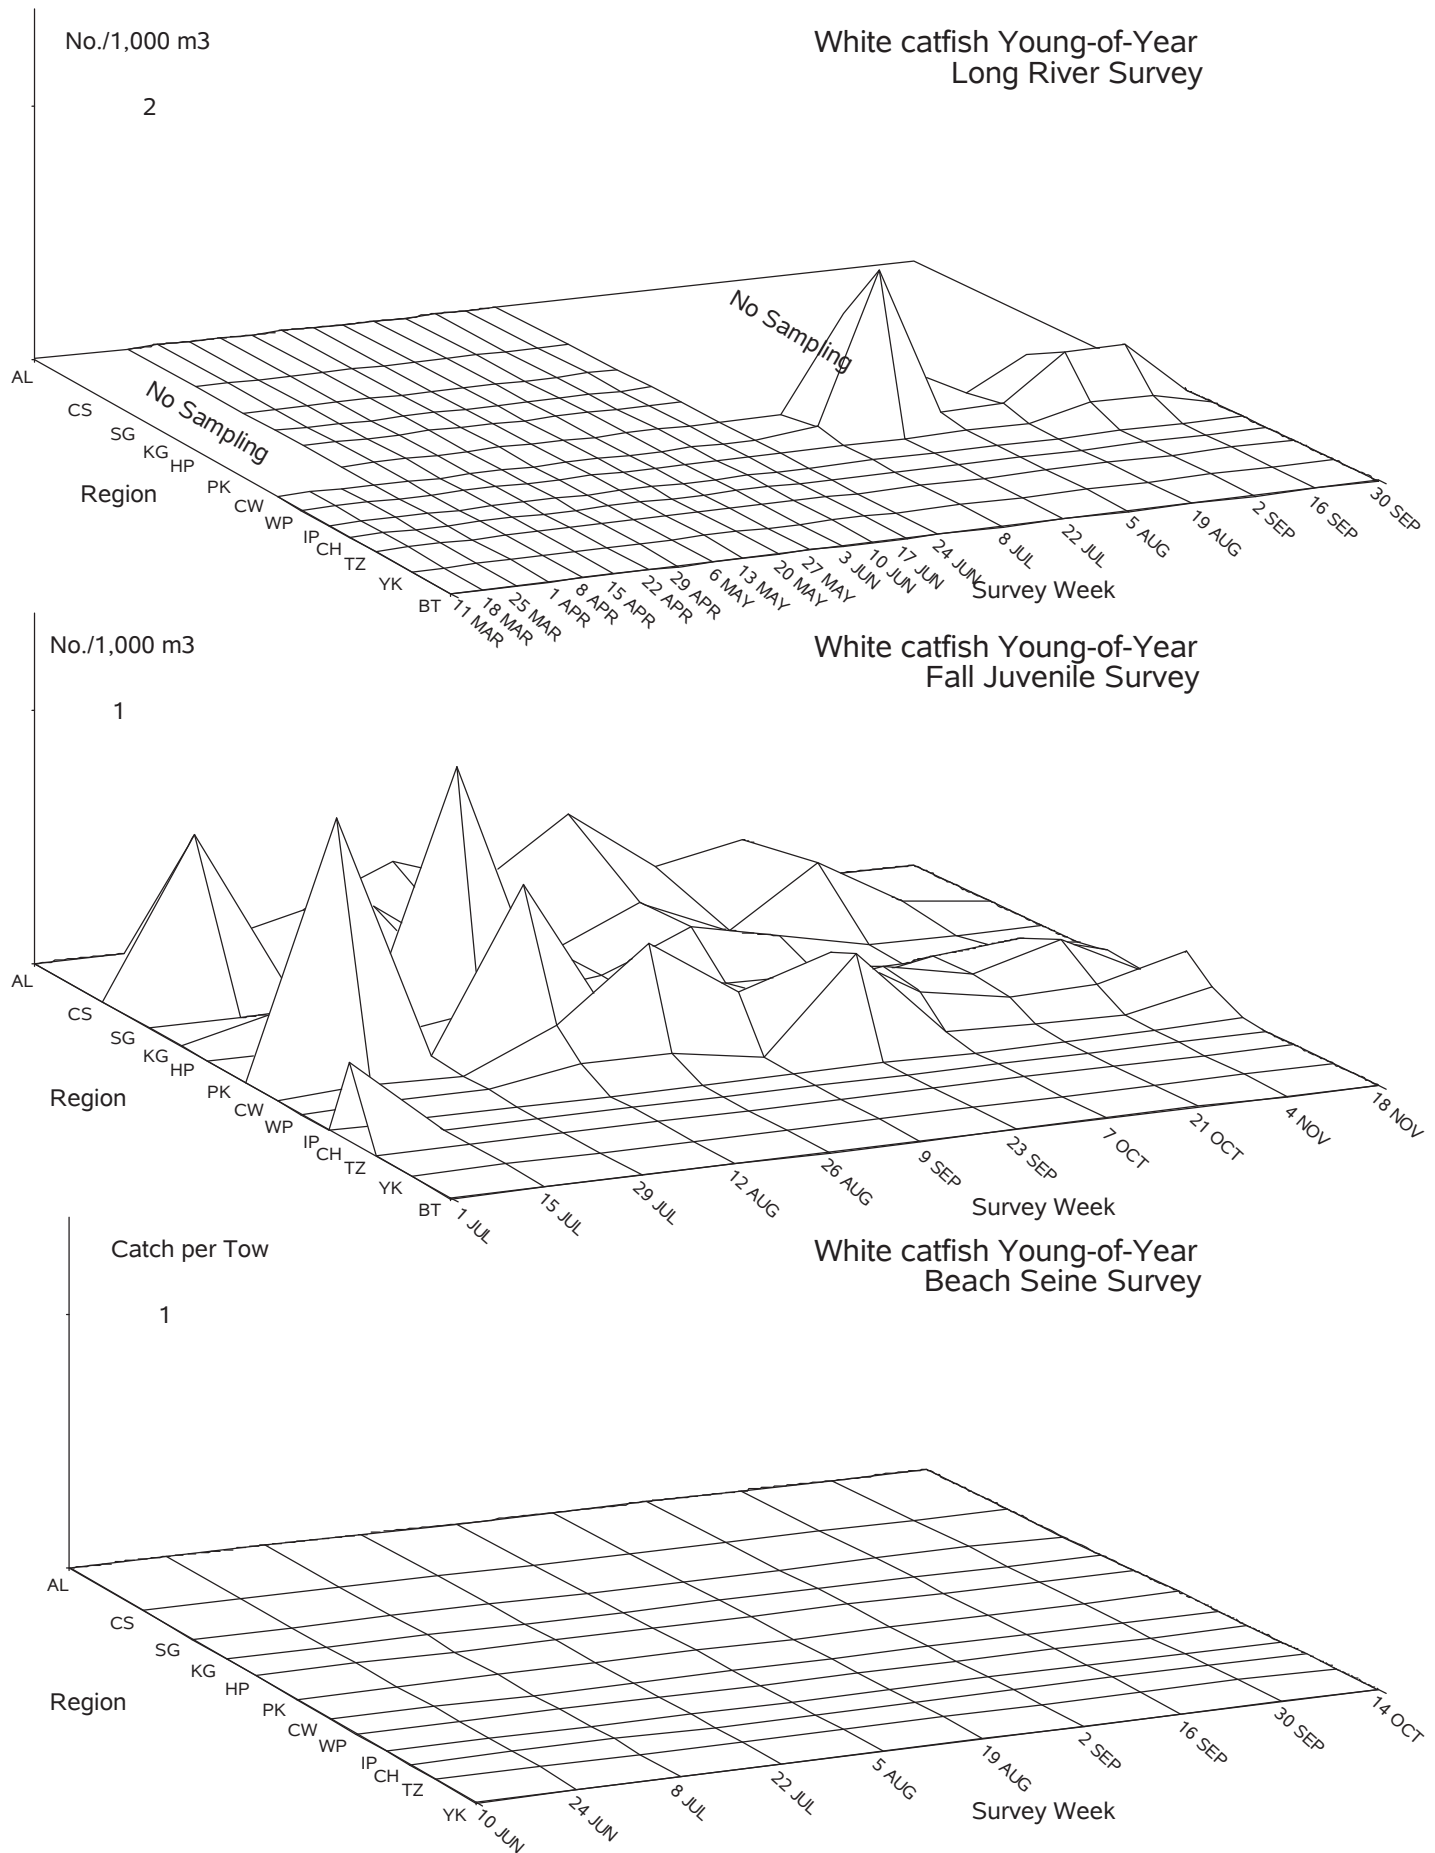 No./1,000 m3
White catfish Young-of-Year
Long River Survey
2
No Sampling
AL
CS
No Sampling
SG
KG
HP
PK
Region
CW
WP
IP
CH
TZ
YK
BT
11 MAR
18 MAR
25 MAR
1 APR
8 APR
15 APR
22 APR
29 APR
6 MAY
13 MAY
20 MAY
27 MAY
3 JUN
10 JUN
17 JUN
24 JUN
8 JUL
22 JUL
5 AUG
19 AUG
2 SEP
16 SEP
30 SEP
Survey Week
No./1,000 m3
White catfish Young-of-Year
Fall Juvenile Survey
1
AL
CS
SG
KG
HP
PK
Region
CW
WP
IP
CH
TZ
YK
BT
1 JUL
15 JUL
29 JUL
12 AUG
26 AUG
9 SEP
23 SEP
7 OCT
21 OCT
4 NOV
18 NOV
Survey Week
Catch per Tow
White catfish Young-of-Year
Beach Seine Survey
1
AL
CS
SG
KG
HP
Region
PK
CW
WP
IP
CH
TZ
YK
10 JUN
24 JUN
8 JUL
22 JUL
5 AUG
19 AUG
2 SEP
16 SEP
30 SEP
14 OCT
Survey Week